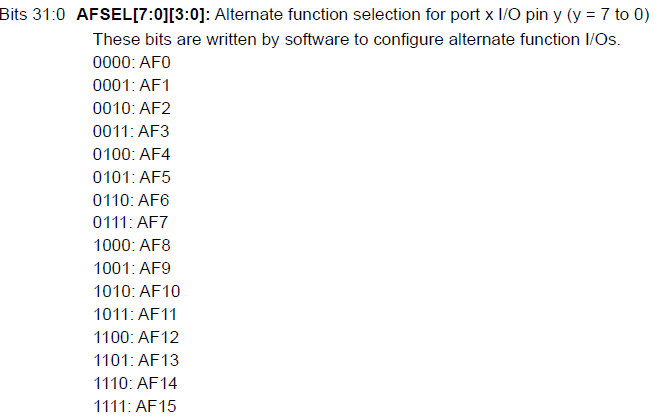 Bits 31:0 AFSEL[7:0][3:0]: Alternate function selection for port x I/O pin y (y = 7 to 0)
These bits are written by software to configure alternate function I/Os.
0000: AF0
0001: AF1
0010: AF2
0011: AF3
0100: AF4
0101: AF5
0110: AF6
0111: AF7
1000: AF8
1001: AF9
1010: AF10
1011: AF11
1100: AF12
1101: AF13
1110: AF14
1111: AF15